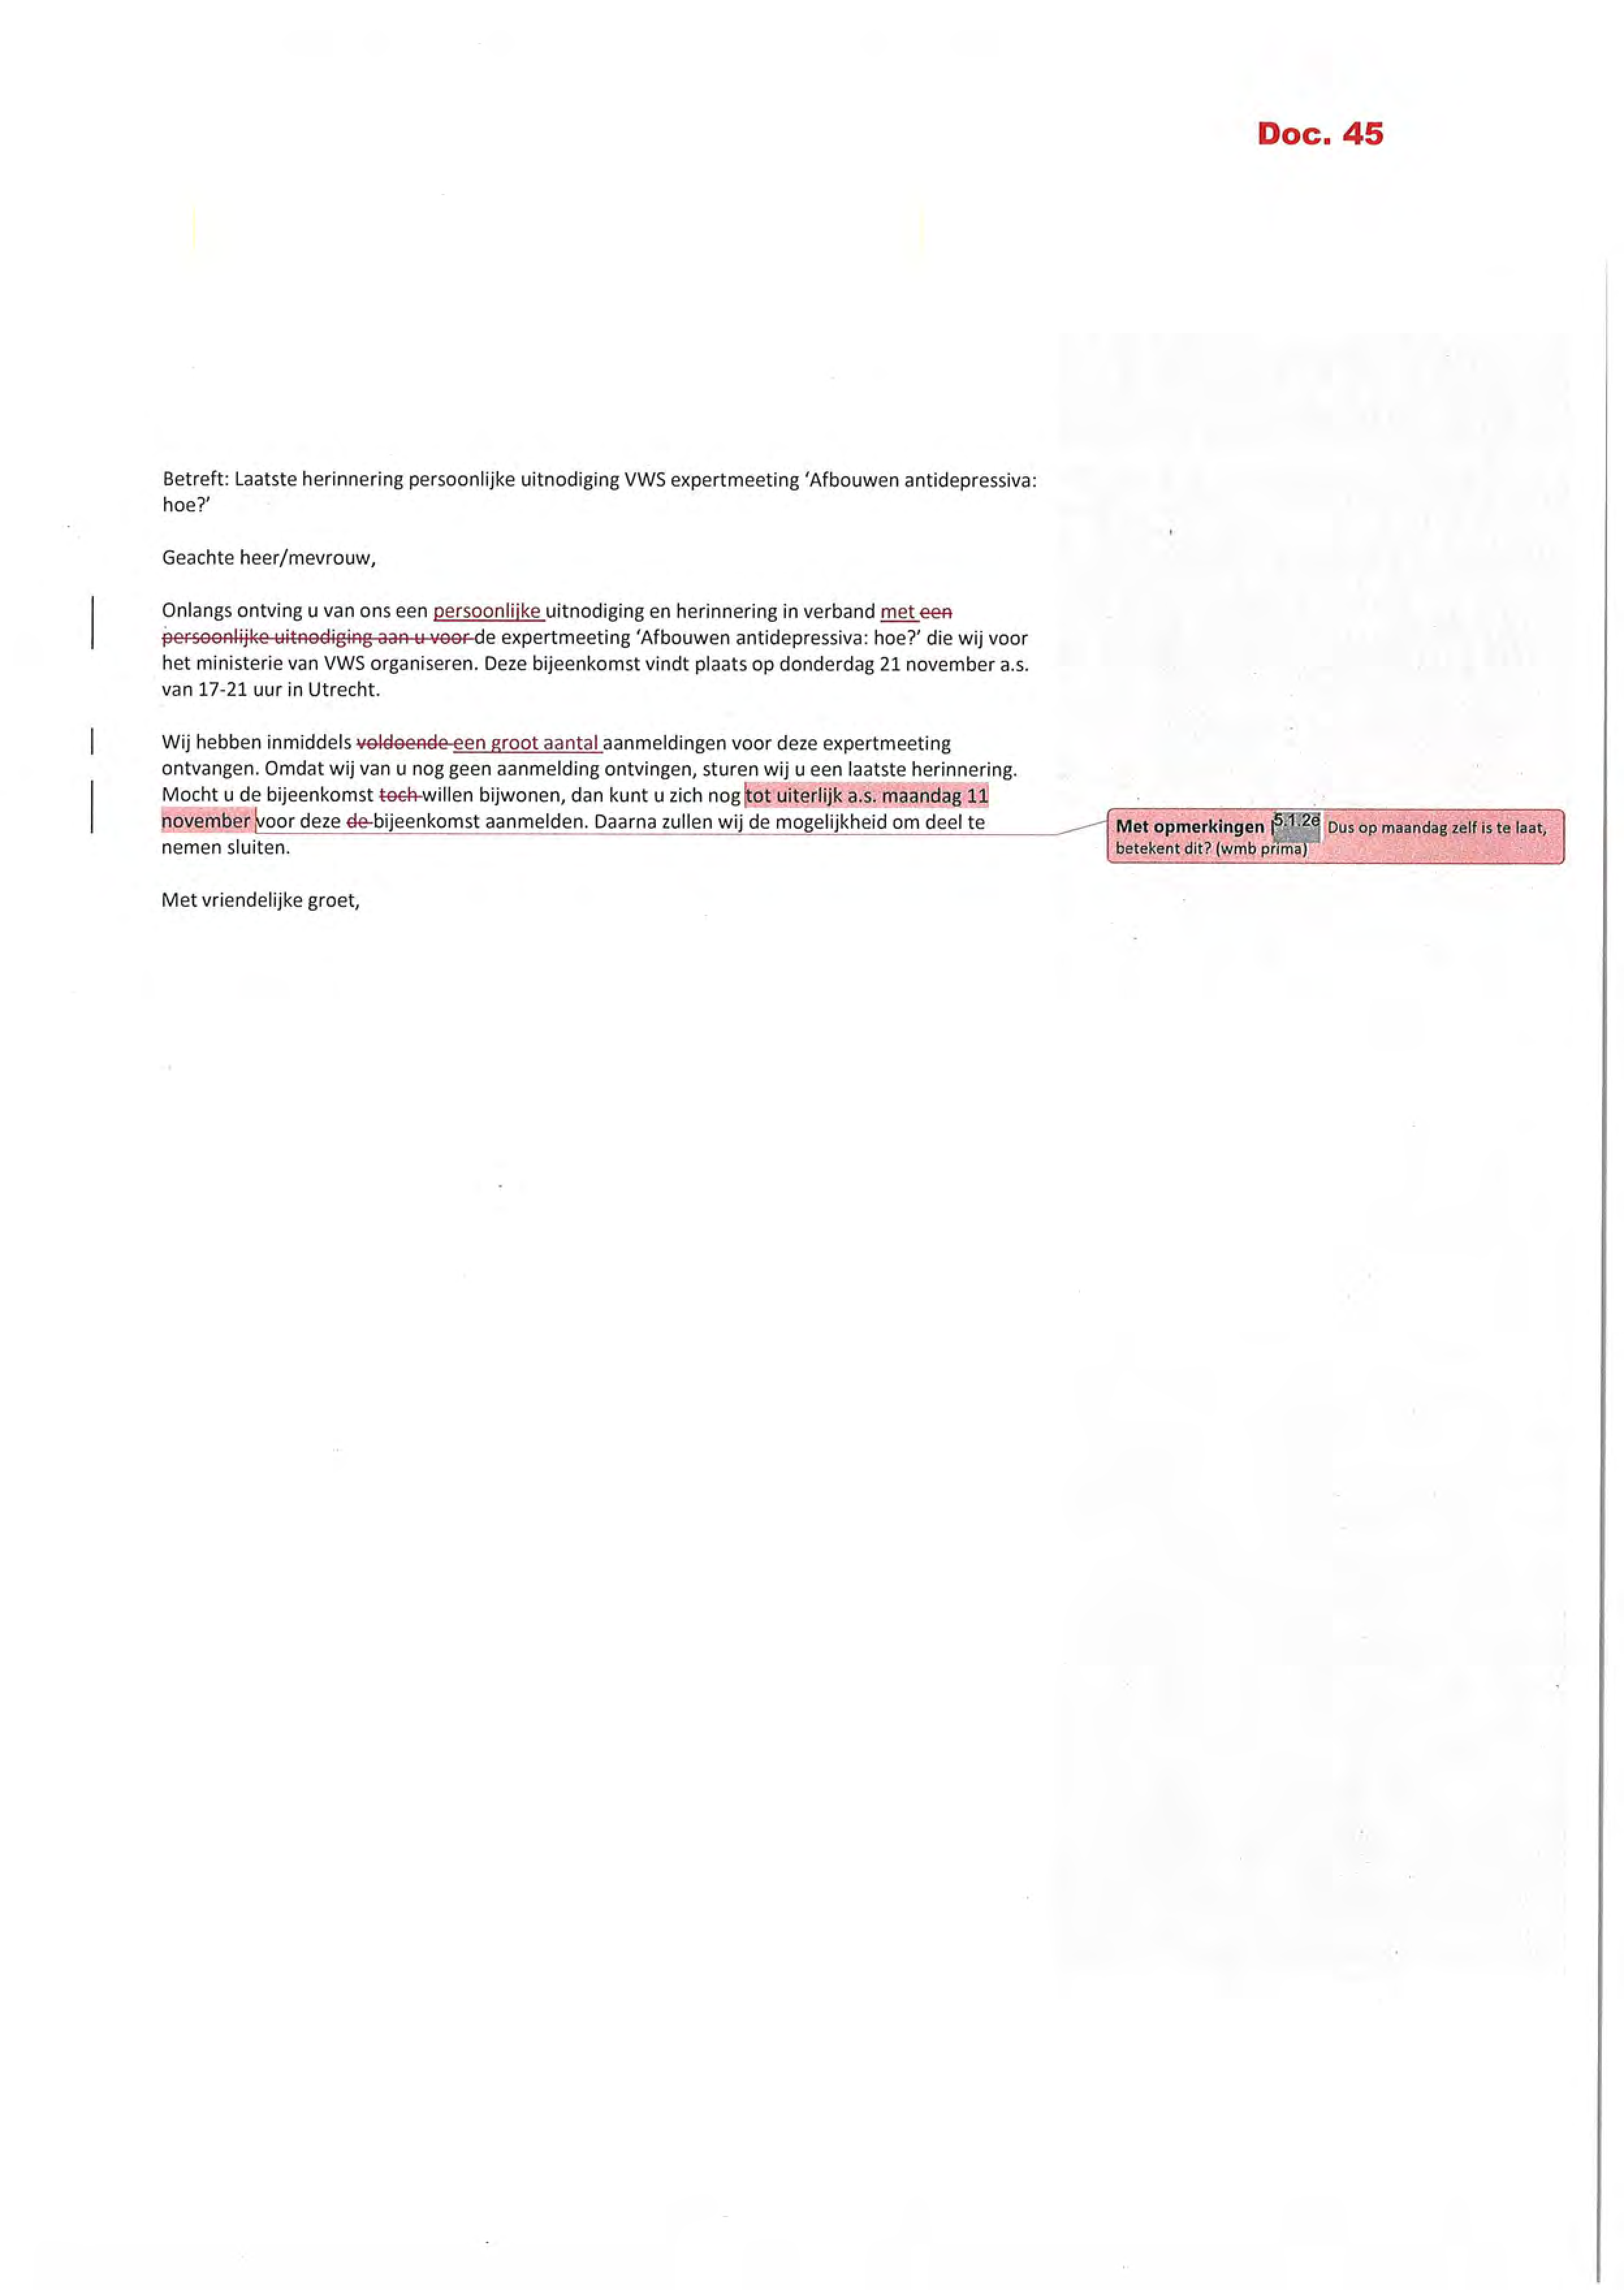 Doc. 45
Betreft: Laatste herinnering persoonlijke uitnodiging VWS expertmeeting ‘Afbouwen antidepressiva:
hoe?’
Geachte heer/mevrouw,
Onlangs ontving u van ons een persoonlijke uitnodiging en herinnering in verband met een
persoonlijke uitnodiging aan u voor de expertmeeting ‘Afbouwen antidepressiva: hoe?’ die wij voor
het ministerie van VWS organiseren. Deze bijeenkomst vindt plaats op donderdag 21 november a.s.
van 17-21 uur in Utrecht.
Wij hebben inmiddels voldoende een groot aantal aanmeldingen voor deze expertmeeting
ontvangen. Omdat wij van u nog geen aanmelding ontvingen, sturen wij u een laatste herinnering.
Mocht u de bijeenkomst toch willen bijwonen, dan kunt u zich nog tot uiterlijk a.s. maandag 11
november voor deze de bijeenkomst aanmelden. Daarna zullen wij de mogelijkheid om deel te
nemen sluiten.
Met vriendelijke groet,
Met opmerkingen [5.1.2e Dus op maandag zelf is te laat,
betekent dit? (wmb prima)